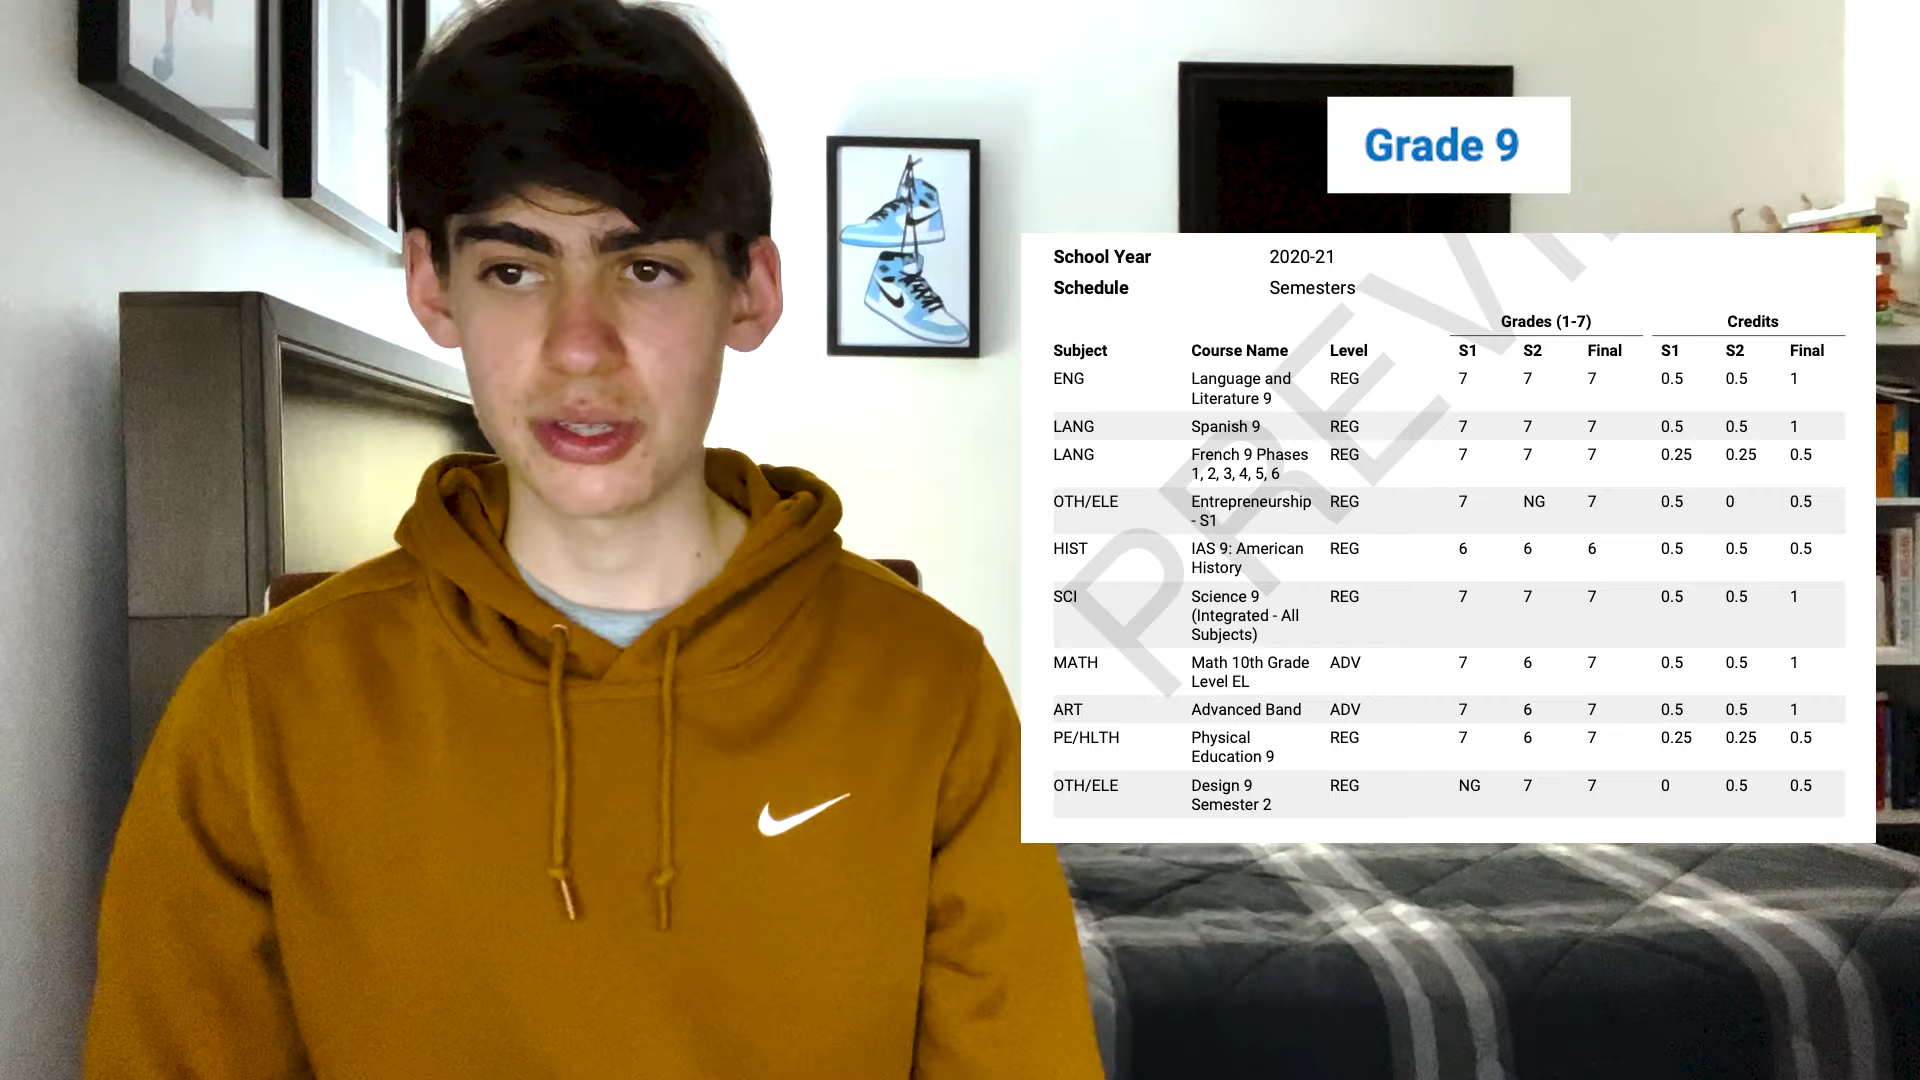 Grade 9
School Year 2020-21
Schedule Semesters
Grades (1-7) Credits
Subject Course Name Level S1 S2 Final S1 S2 Final
ENG Language and REG 7 7 7 0.5 0.5 1
Literature 9
LANG Spanish 9 REG 7 7 7 0.5 0.5 1
LANG French 9 Phases REG 7 7 7 0.25 0.25 0.5
1, 2, 3, 4, 5, 6
OTH/ELE Entrepreneurship REG 7 NG 7 0.5 0 0.5
- S1
HIST IAS 9: American REG 6 6 6 0.5 0.5 0.5
History
SCI Science 9 REG 7 7 7 0.5 0.5 1
(Integrated - All
Subjects)
MATH Math 10th Grade ADV 7 6 7 0.5 0.5 1
Level EL
ART Advanced Band ADV 7 6 7 0.5 0.5 1
PE/HLTH Physical REG 7 6 7 0.25 0.25 0.5
Education 9
OTH/ELE Design 9 REG NG 7 7 0 0.5 0.5
Semester 2
PREVI